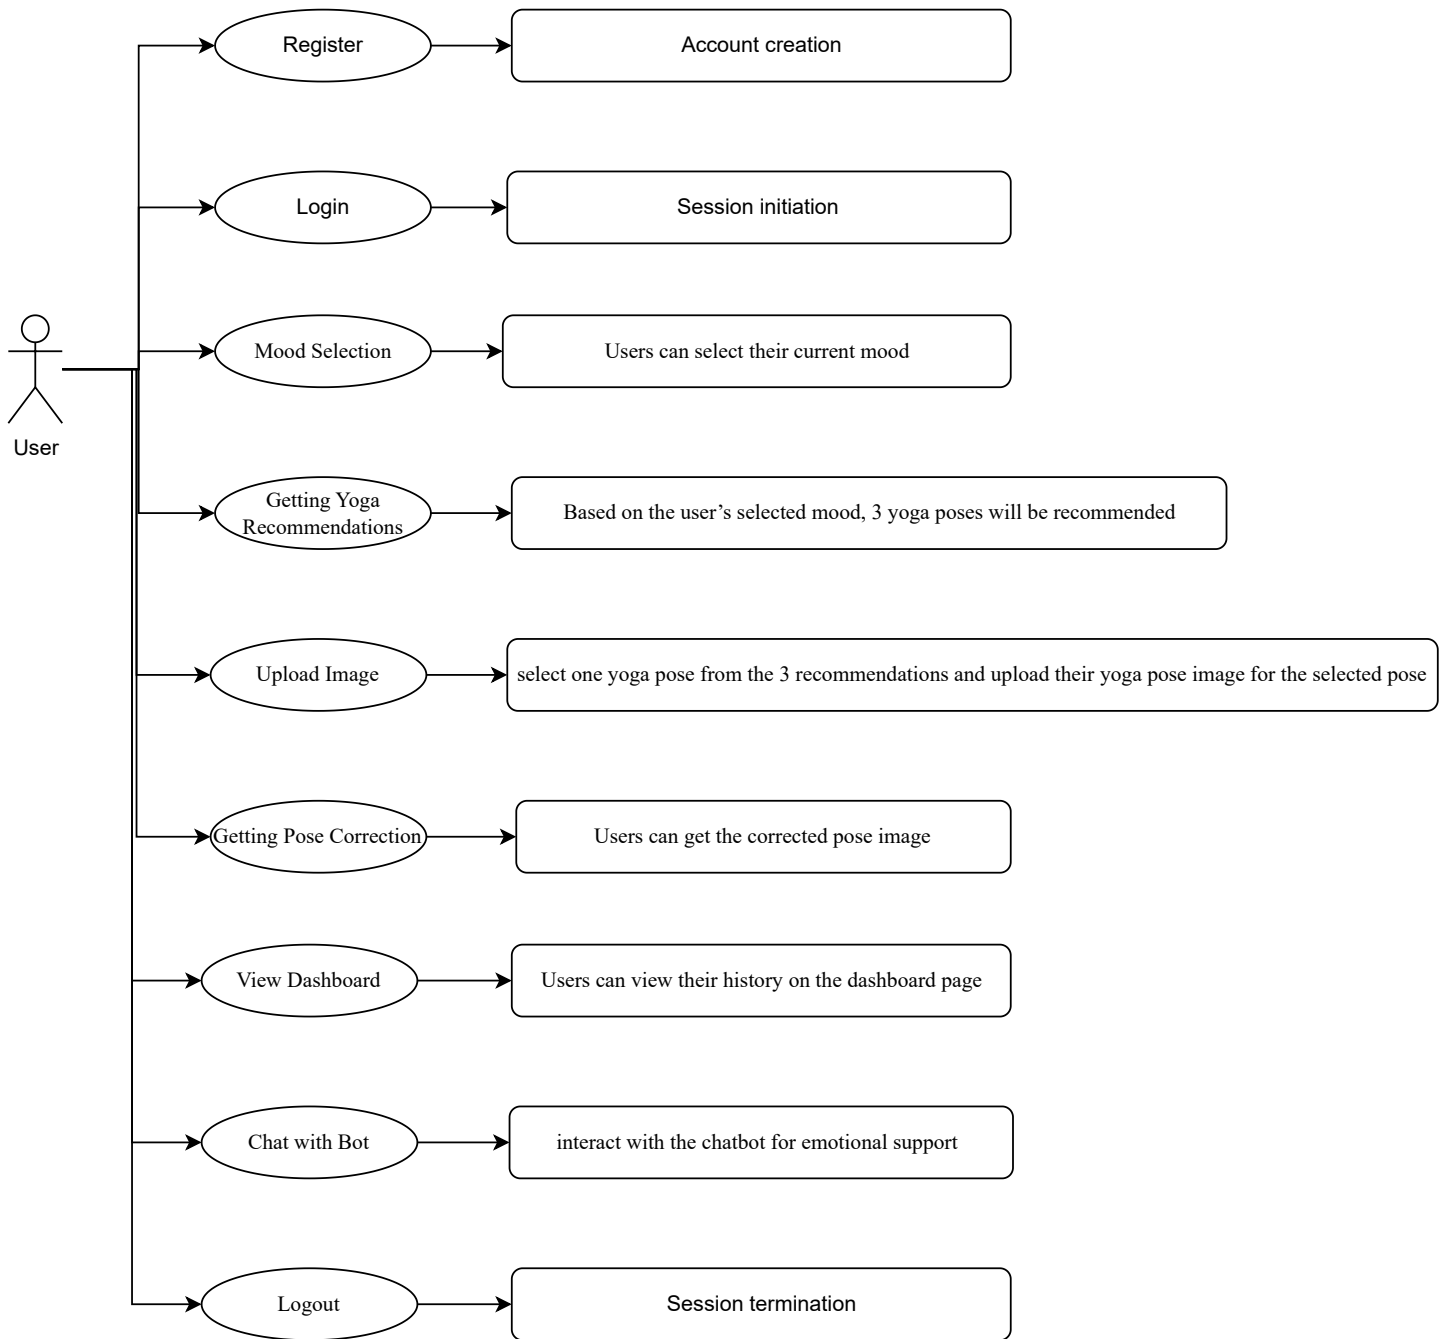 Register
Account creation
Login
Session initiation
Mood Selection
Users can select their current mood
User
Getting Yoga
Recommendations
Based on the user’s selected mood, 3 yoga poses will be recommended
Upload Image
select one yoga pose from the 3 recommendations and upload their yoga pose image for the selected pose
Getting Pose Correction
Users can get the corrected pose image
View Dashboard
Users can view their history on the dashboard page
Chat with Bot
interact with the chatbot for emotional support
Logout
Session termination